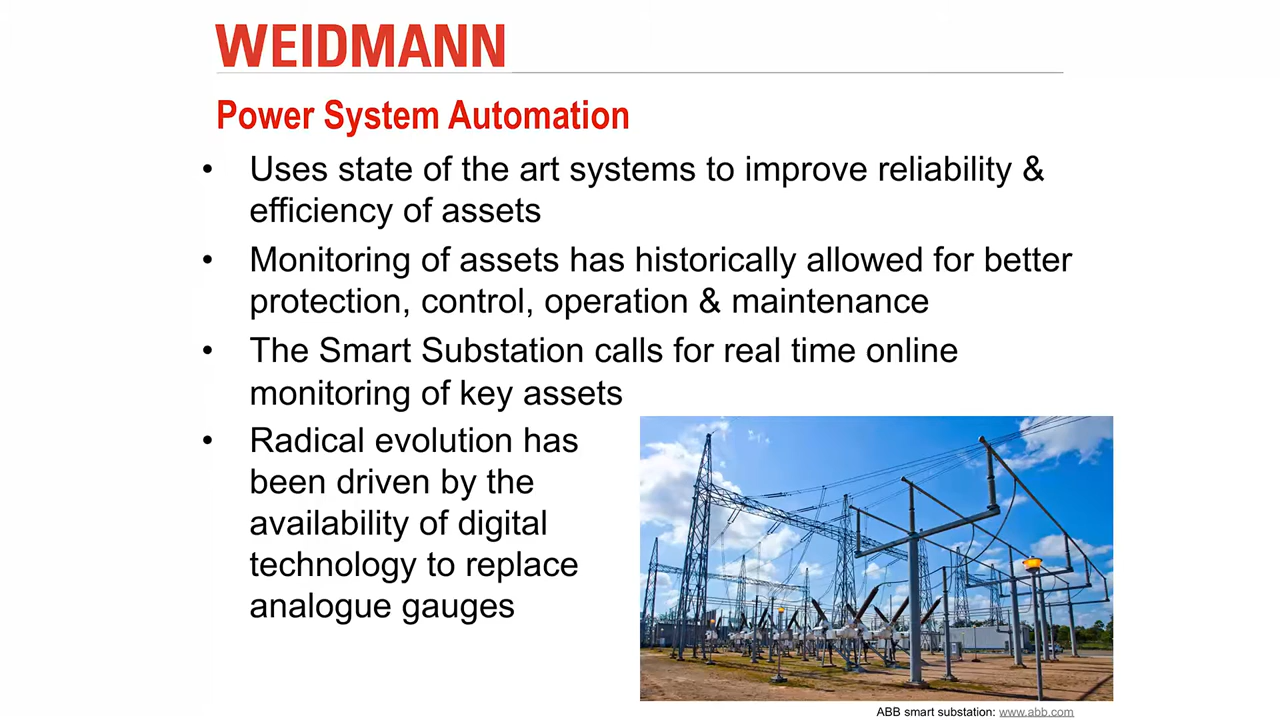 WEIDMANN
Power System Automation
• Uses state of the art systems to improve reliability &
efficiency of assets
• Monitoring of assets has historically allowed for better
protection, control, operation & maintenance
• The Smart Substation calls for real time online
monitoring of key assets
• Radical evolution has
been driven by the
availability of digital
technology to replace
analogue gauges
ABB smart substation: www.abb.com